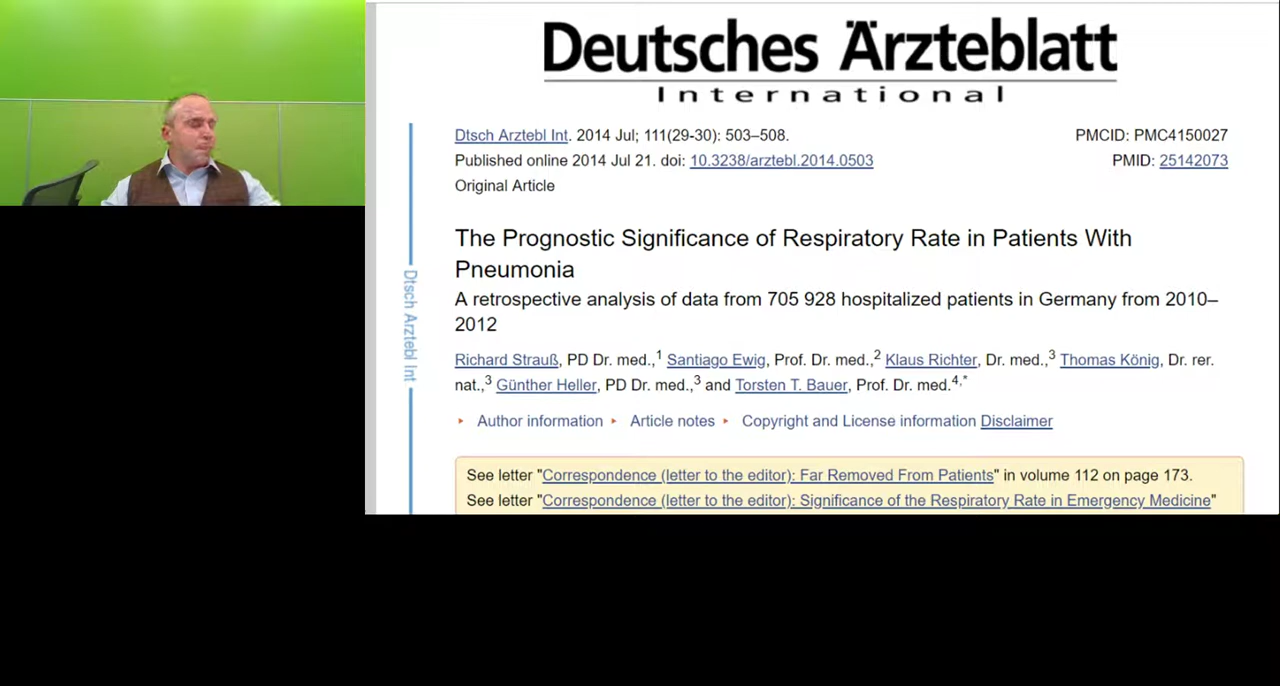 Deutsches Ärzteblatt
International
Dtsch Arztebl Int. 2014 Jul; 111(29-30): 503–508.
PMCID: PMC4150027
Published online 2014 Jul 21. doi: 10.3238/arztebl.2014.0503
PMID: 25142073
Original Article
The Prognostic Significance of Respiratory Rate in Patients With
Pneumonia
A retrospective analysis of data from 705 928 hospitalized patients in Germany from 2010–
2012
Richard Strauß, PD Dr. med.,1 Santiago Ewig, Prof. Dr. med.,2 Klaus Richter, Dr. med.,3 Thomas König, Dr. rer.
nat.,3 Günther Heller, PD Dr. med.,3 and Torsten T. Bauer, Prof. Dr. med.4,*
Author information Article notes Copyright and License information Disclaimer
See letter "Correspondence (letter to the editor): Far Removed From Patients" in volume 112 on page 173.
See letter "Correspondence (letter to the editor): Significance of the Respiratory Rate in Emergency Medicine"
Dtsch Arztebl Int